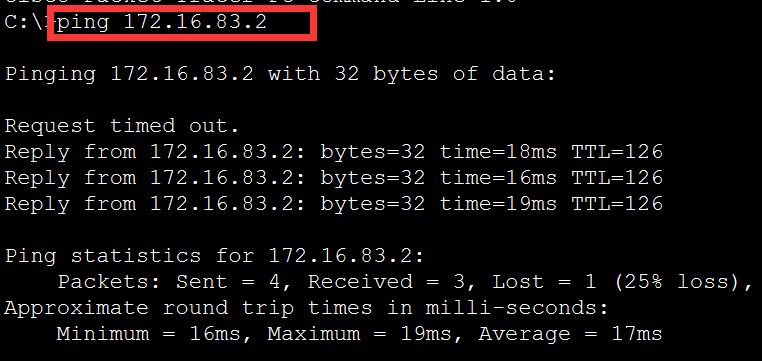 C:\>ping 172.16.83.2
Pinging 172.16.83.2 with 32 bytes of data:
Request timed out.
Reply from 172.16.83.2: bytes=32 time=18ms TTL=126
Reply from 172.16.83.2: bytes=32 time=16ms TTL=126
Reply from 172.16.83.2: bytes=32 time=19ms TTL=126
Ping statistics for 172.16.83.2:
Packets: Sent = 4, Received = 3, Lost = 1 (25% loss),
Approximate round trip times in milli-seconds:
Minimum = 16ms, Maximum = 19ms, Average = 17ms